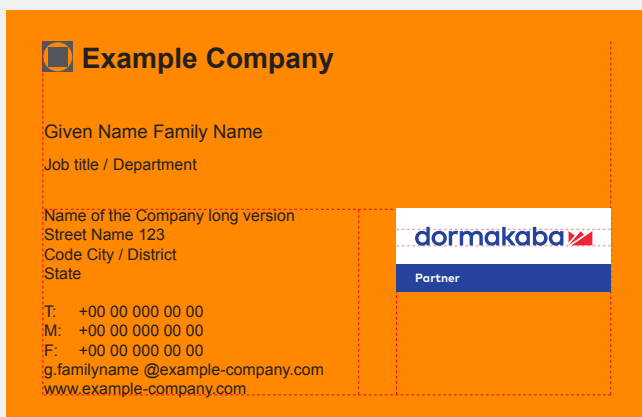 Example Company
Given Name Family Name
Job title / Department
Name of the Company long version
Street Name 123
Code City / District
State
T: +00 00 000 00 00
M: +00 00 000 00 00
F: +00 00 000 00 00
g.familyname @example-company.com
www.example-company.com
dormakaba
Partner